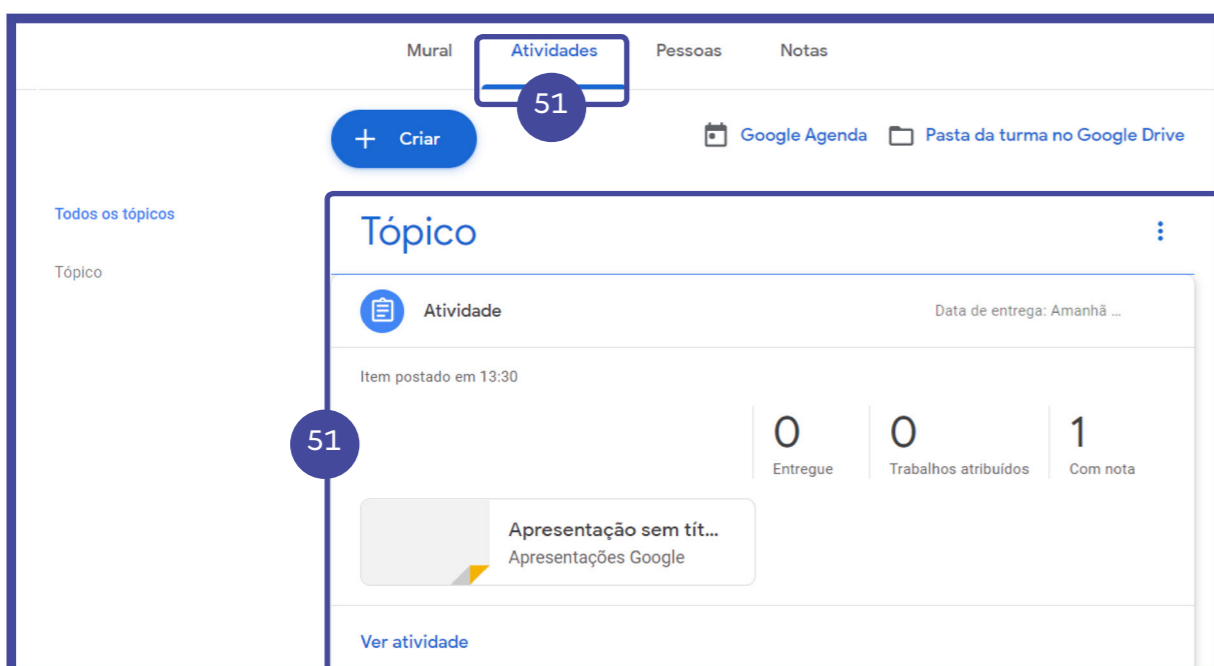 Mural Atividades Pessoas Notas
51
Criar Google Agenda Pasta da turma no Google Drive
Todos os tópicos
Tópico
Tópico
Atividade Data de entrega: Amanhã ...
Item postado em 13:30
51
0 0 1
Entregue Trabalhos atribuídos Com nota
Apresentação sem tít...
Apresentações Google
Ver atividade